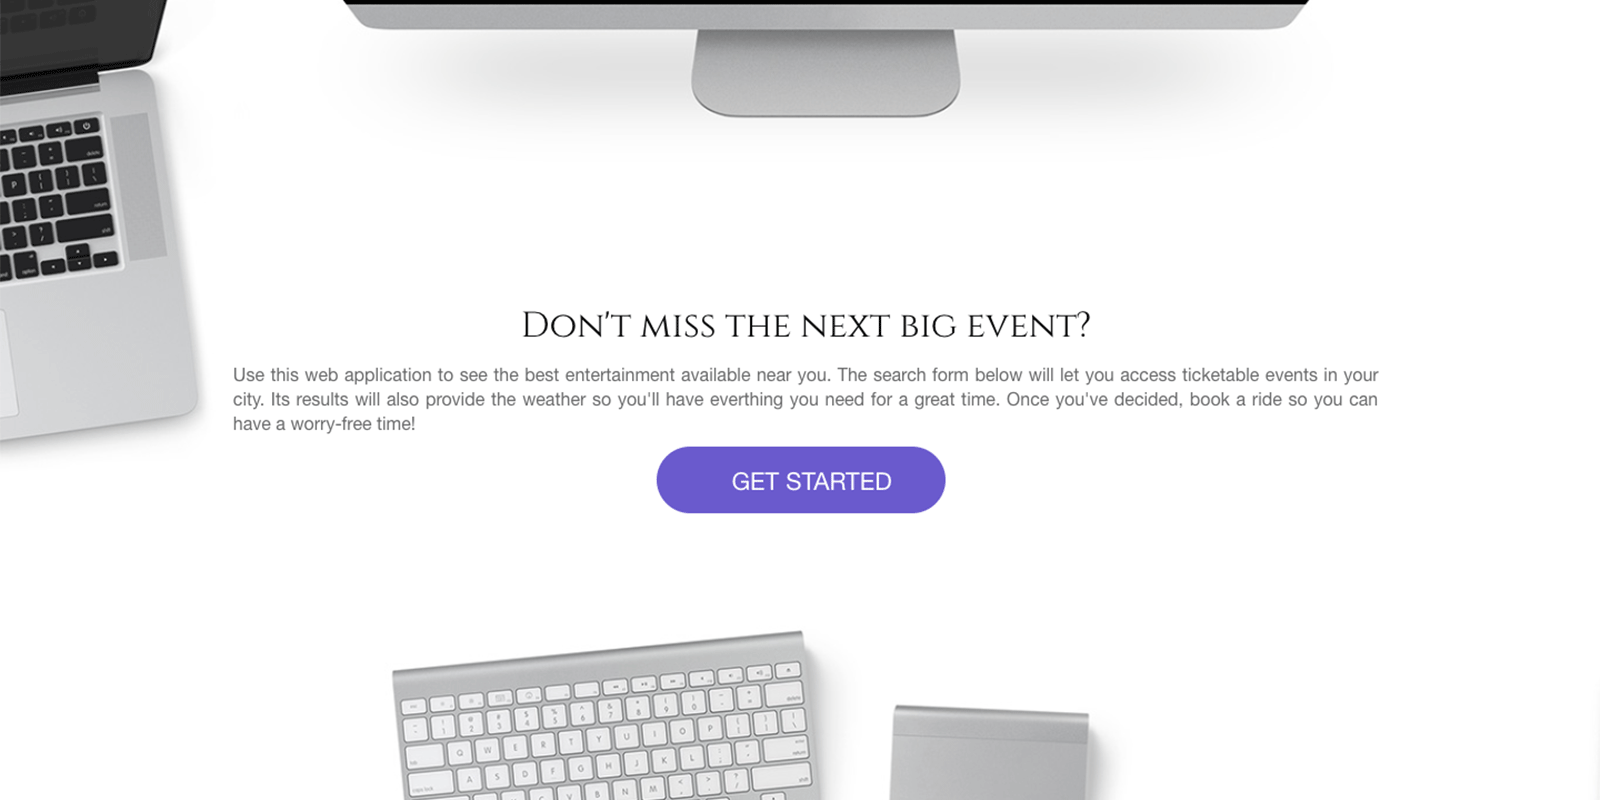 DON'T MISS THE NEXT BIG EVENT?
Use this web application to see the best entertainment available near you. The search form below will let you access ticketable events in your
city. Its results will also provide the weather so you'll have everthing you need for a great time. Once you've decided, book a ride so you can
have a worry-free time!
GET STARTED